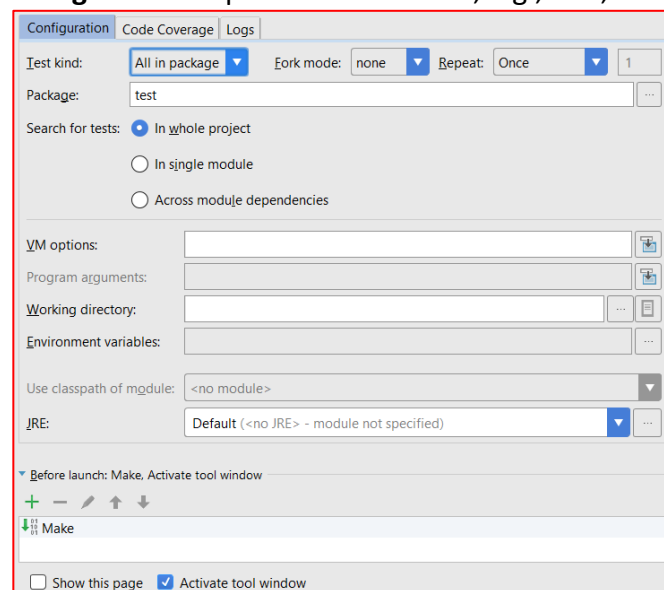 Configuration Code Coverage Logs
Test kind: All in package Fork mode: none Repeat: Once 1
Package: test ...
Search for tests: In whole project
In single module
Across module dependencies
VM options:
Program arguments:
Working directory: ...
Environment variables: ...
Use classpath of module: <no module>
JRE: Default (<no JRE> - module not specified) ...
Before launch: Make, Activate tool window
Make
Show this page Activate tool window